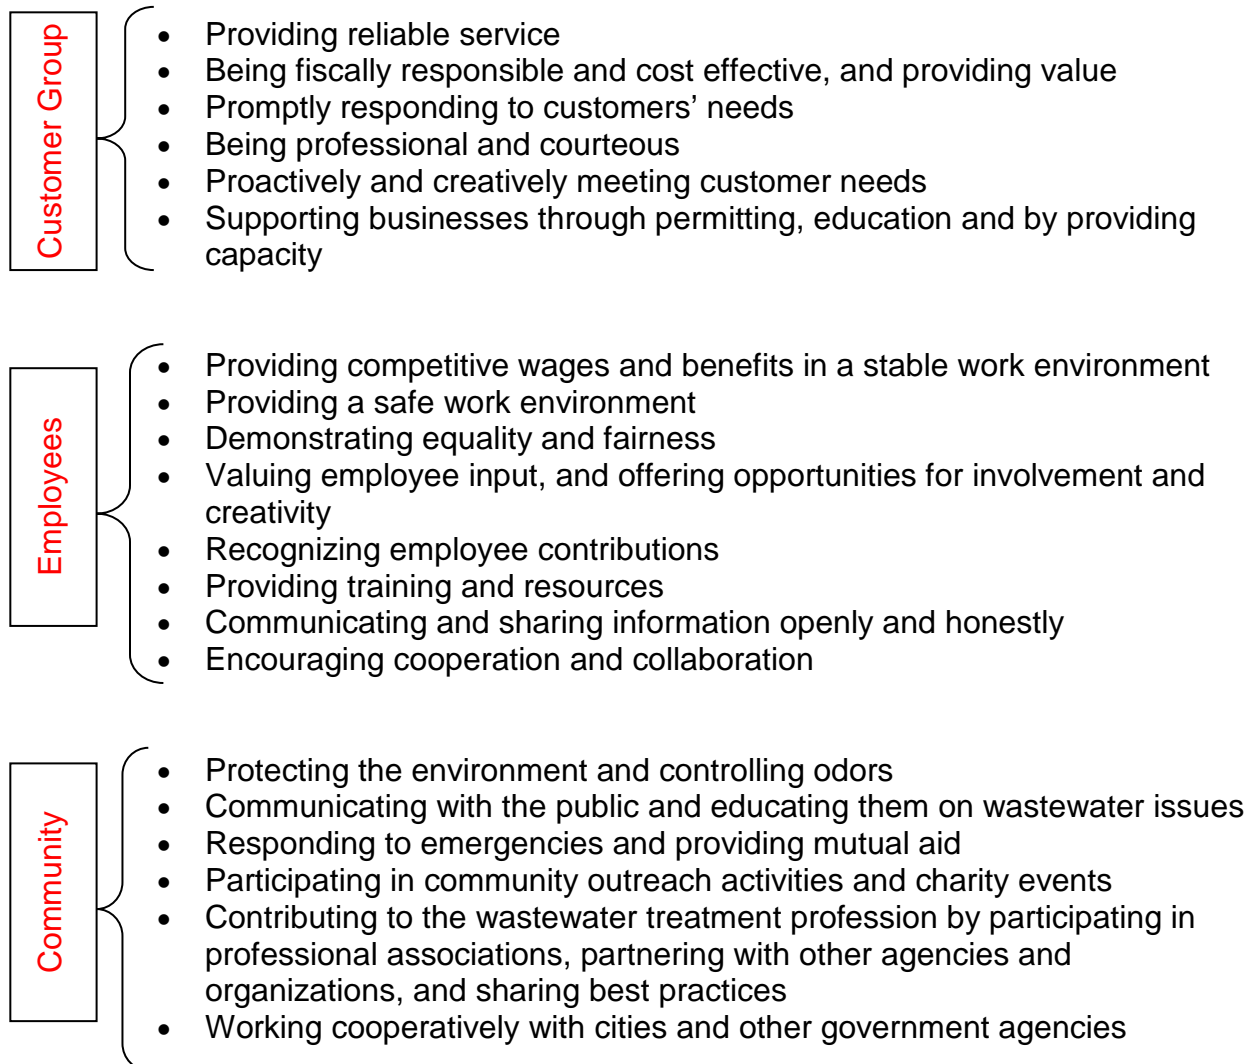 Customer Group
• Providing reliable service
• Being fiscally responsible and cost effective, and providing value
• Promptly responding to customers’ needs
• Being professional and courteous
• Proactively and creatively meeting customer needs
• Supporting businesses through permitting, education and by providing
capacity
Employees
• Providing competitive wages and benefits in a stable work environment
• Providing a safe work environment
• Demonstrating equality and fairness
• Valuing employee input, and offering opportunities for involvement and
creativity
• Recognizing employee contributions
• Providing training and resources
• Communicating and sharing information openly and honestly
• Encouraging cooperation and collaboration
Community
• Protecting the environment and controlling odors
• Communicating with the public and educating them on wastewater issues
• Responding to emergencies and providing mutual aid
• Participating in community outreach activities and charity events
• Contributing to the wastewater treatment profession by participating in
professional associations, partnering with other agencies and
organizations, and sharing best practices
• Working cooperatively with cities and other government agencies